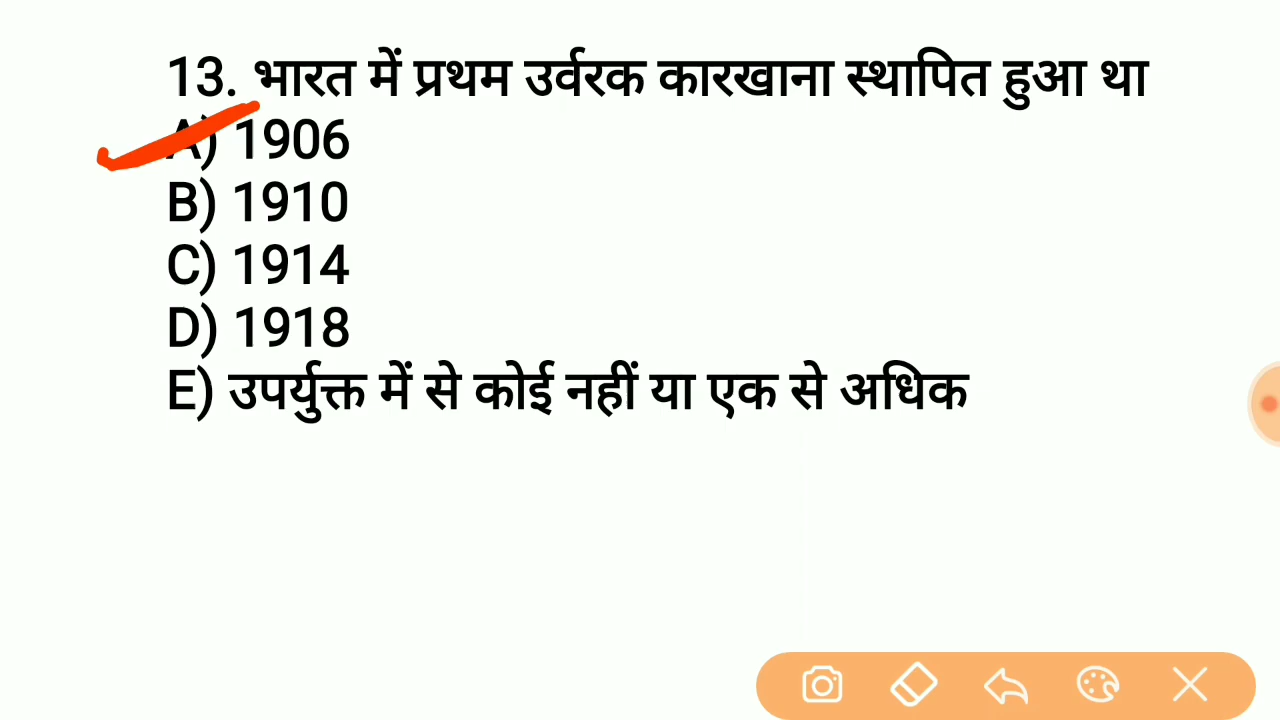 13. भारत में प्रथम उर्वरक कारखाना स्थापित हुआ था
A) 1906
B) 1910
C) 1914
D) 1918
E) उपर्युक्त में से कोई नहीं या एक से अधिक